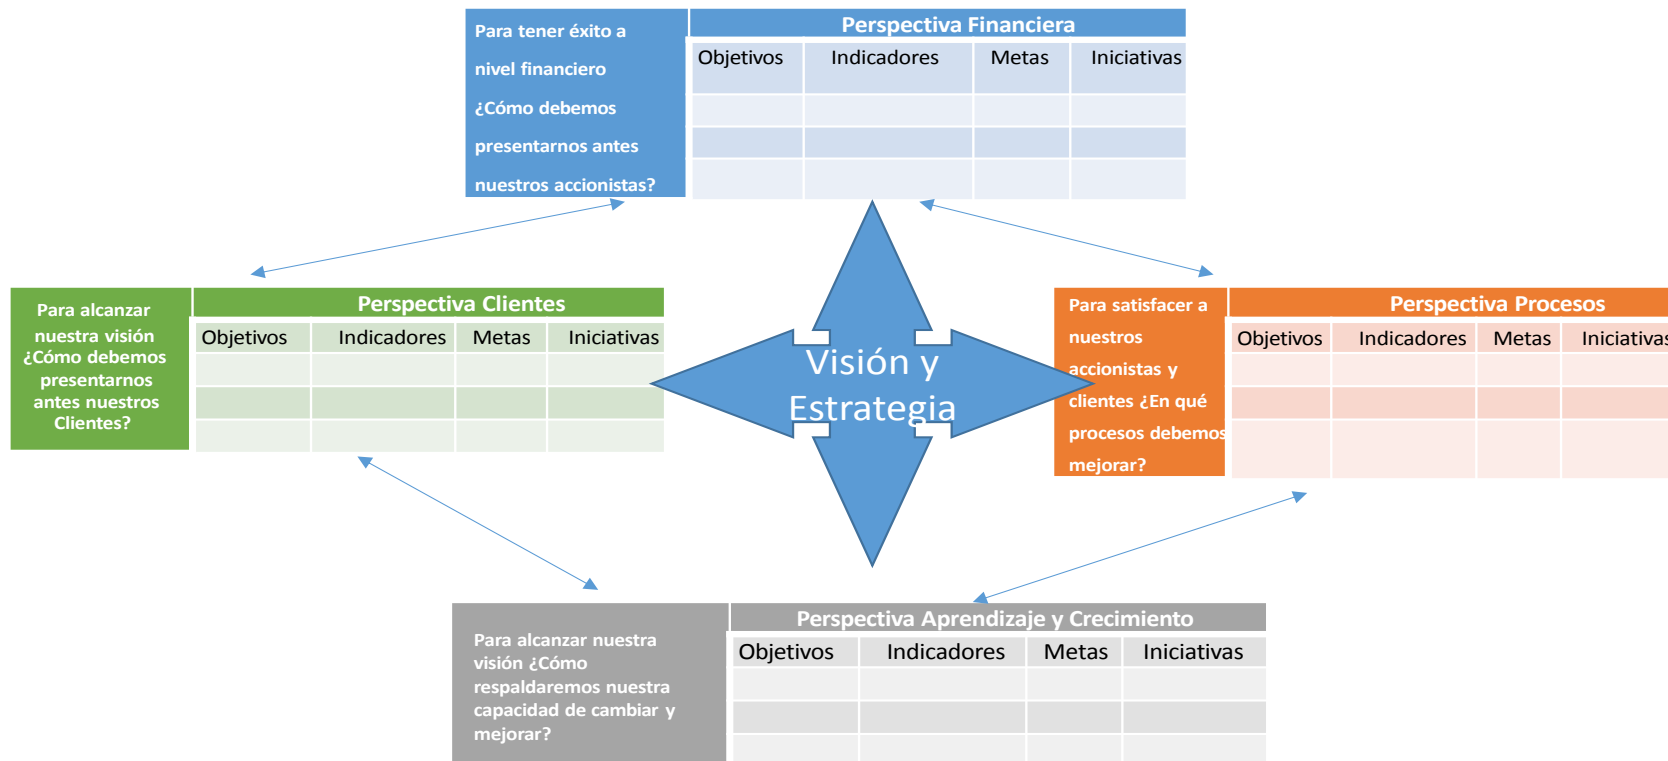 Para tener éxito a
nivel financiero
¿Cómo debemos
presentarnos antes
nuestros accionistas?
Perspectiva Financiera
Objetivos Indicadores Metas Iniciativas
Para alcanzar
nuestra visión
¿Cómo debemos
presentarnos
antes nuestros
Clientes?
Perspectiva Clientes
Objetivos Indicadores Metas Iniciativas
Visión y
Estrategia
Para satisfacer a
nuestros
accionistas y
clientes ¿En qué
procesos debemos
mejorar?
Perspectiva Procesos
Objetivos Indicadores Metas Iniciativas
Para alcanzar nuestra
visión ¿Cómo
respaldaremos nuestra
capacidad de cambiar y
mejorar?
Perspectiva Aprendizaje y Crecimiento
Objetivos Indicadores Metas Iniciativas